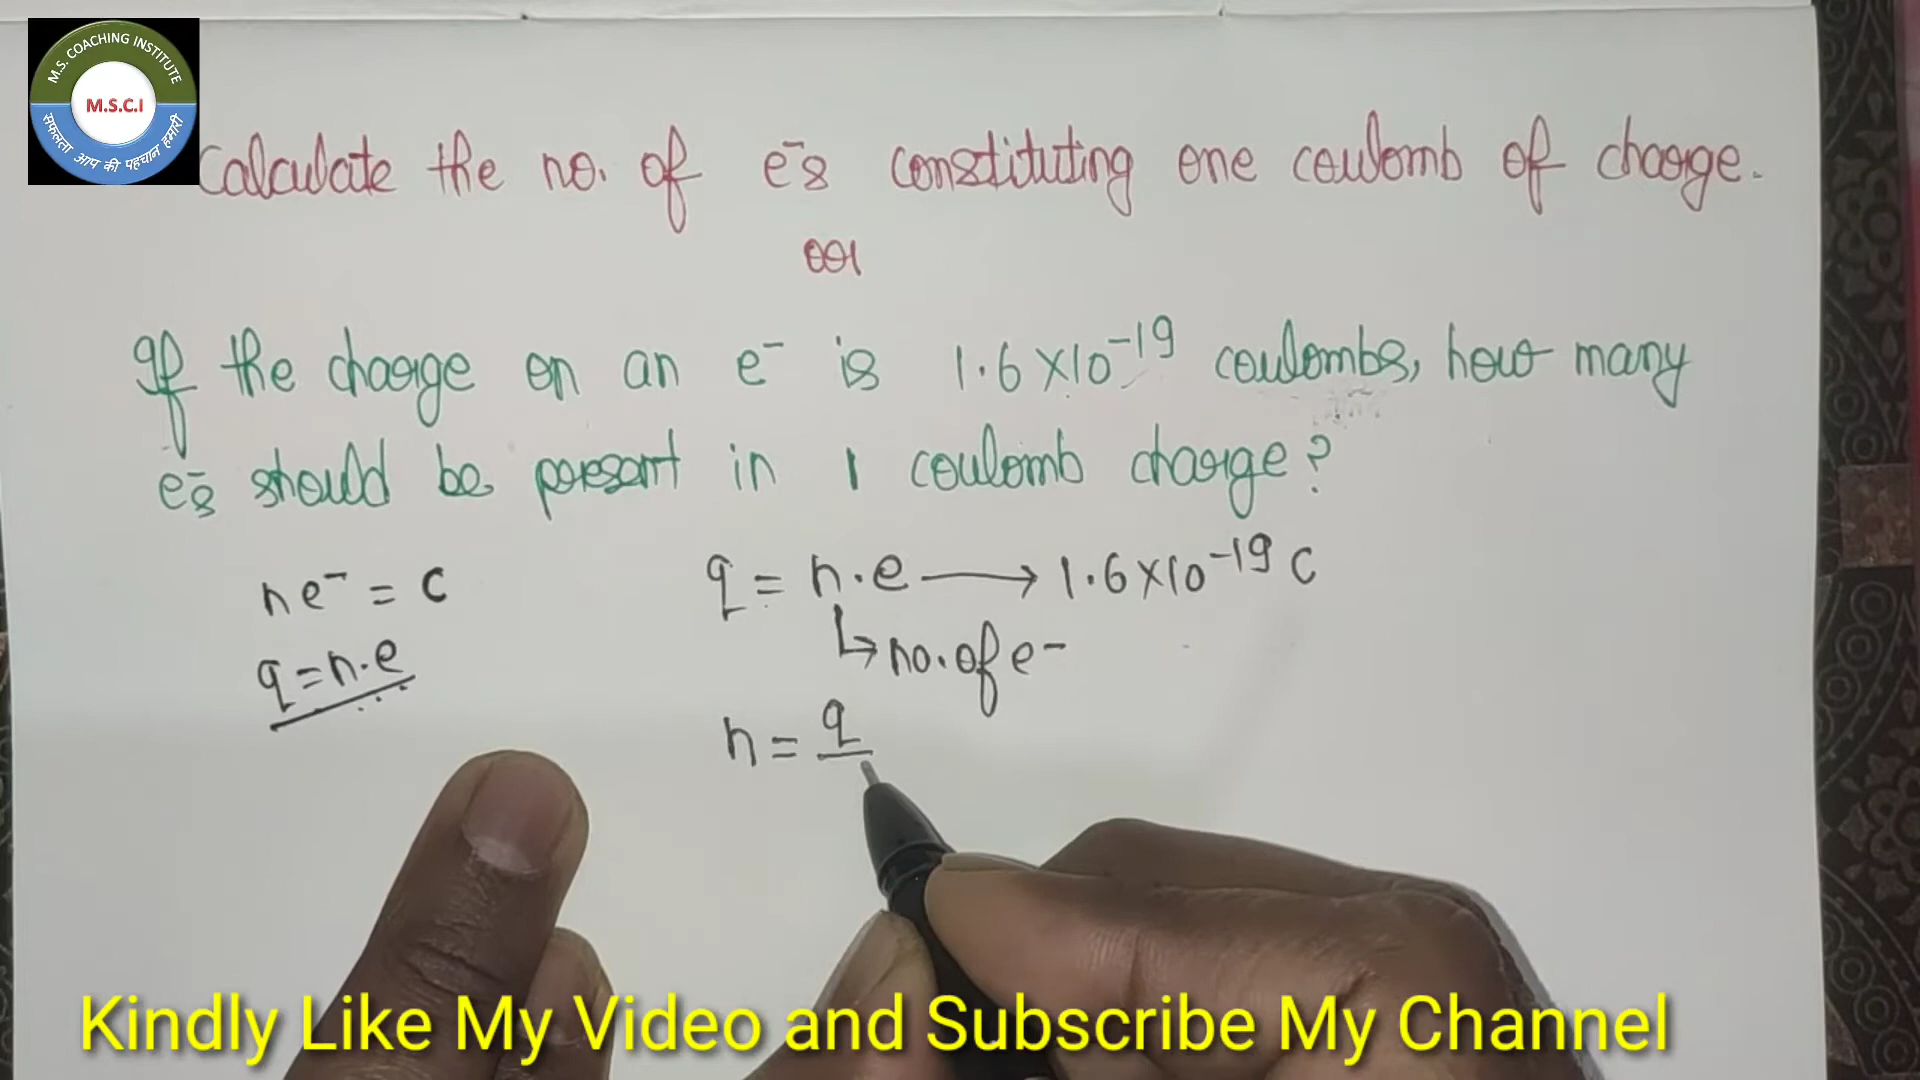 M.S. COACHING INSTITUTE
M.S.C.I
सफलता आप की पहचान हमारी
Calculate the no. of e⁻s constituting one coulomb of charge.
or
If the charge on an e⁻ is 1.6×10⁻¹⁹ coulombs, how many
e⁻s should be present in 1 coulomb charge?
ne⁻ = C
q = n.e → 1.6×10⁻¹⁹ C
q = n.e
↳ no. of e⁻
n = q
Kindly Like My Video and Subscribe My Channel